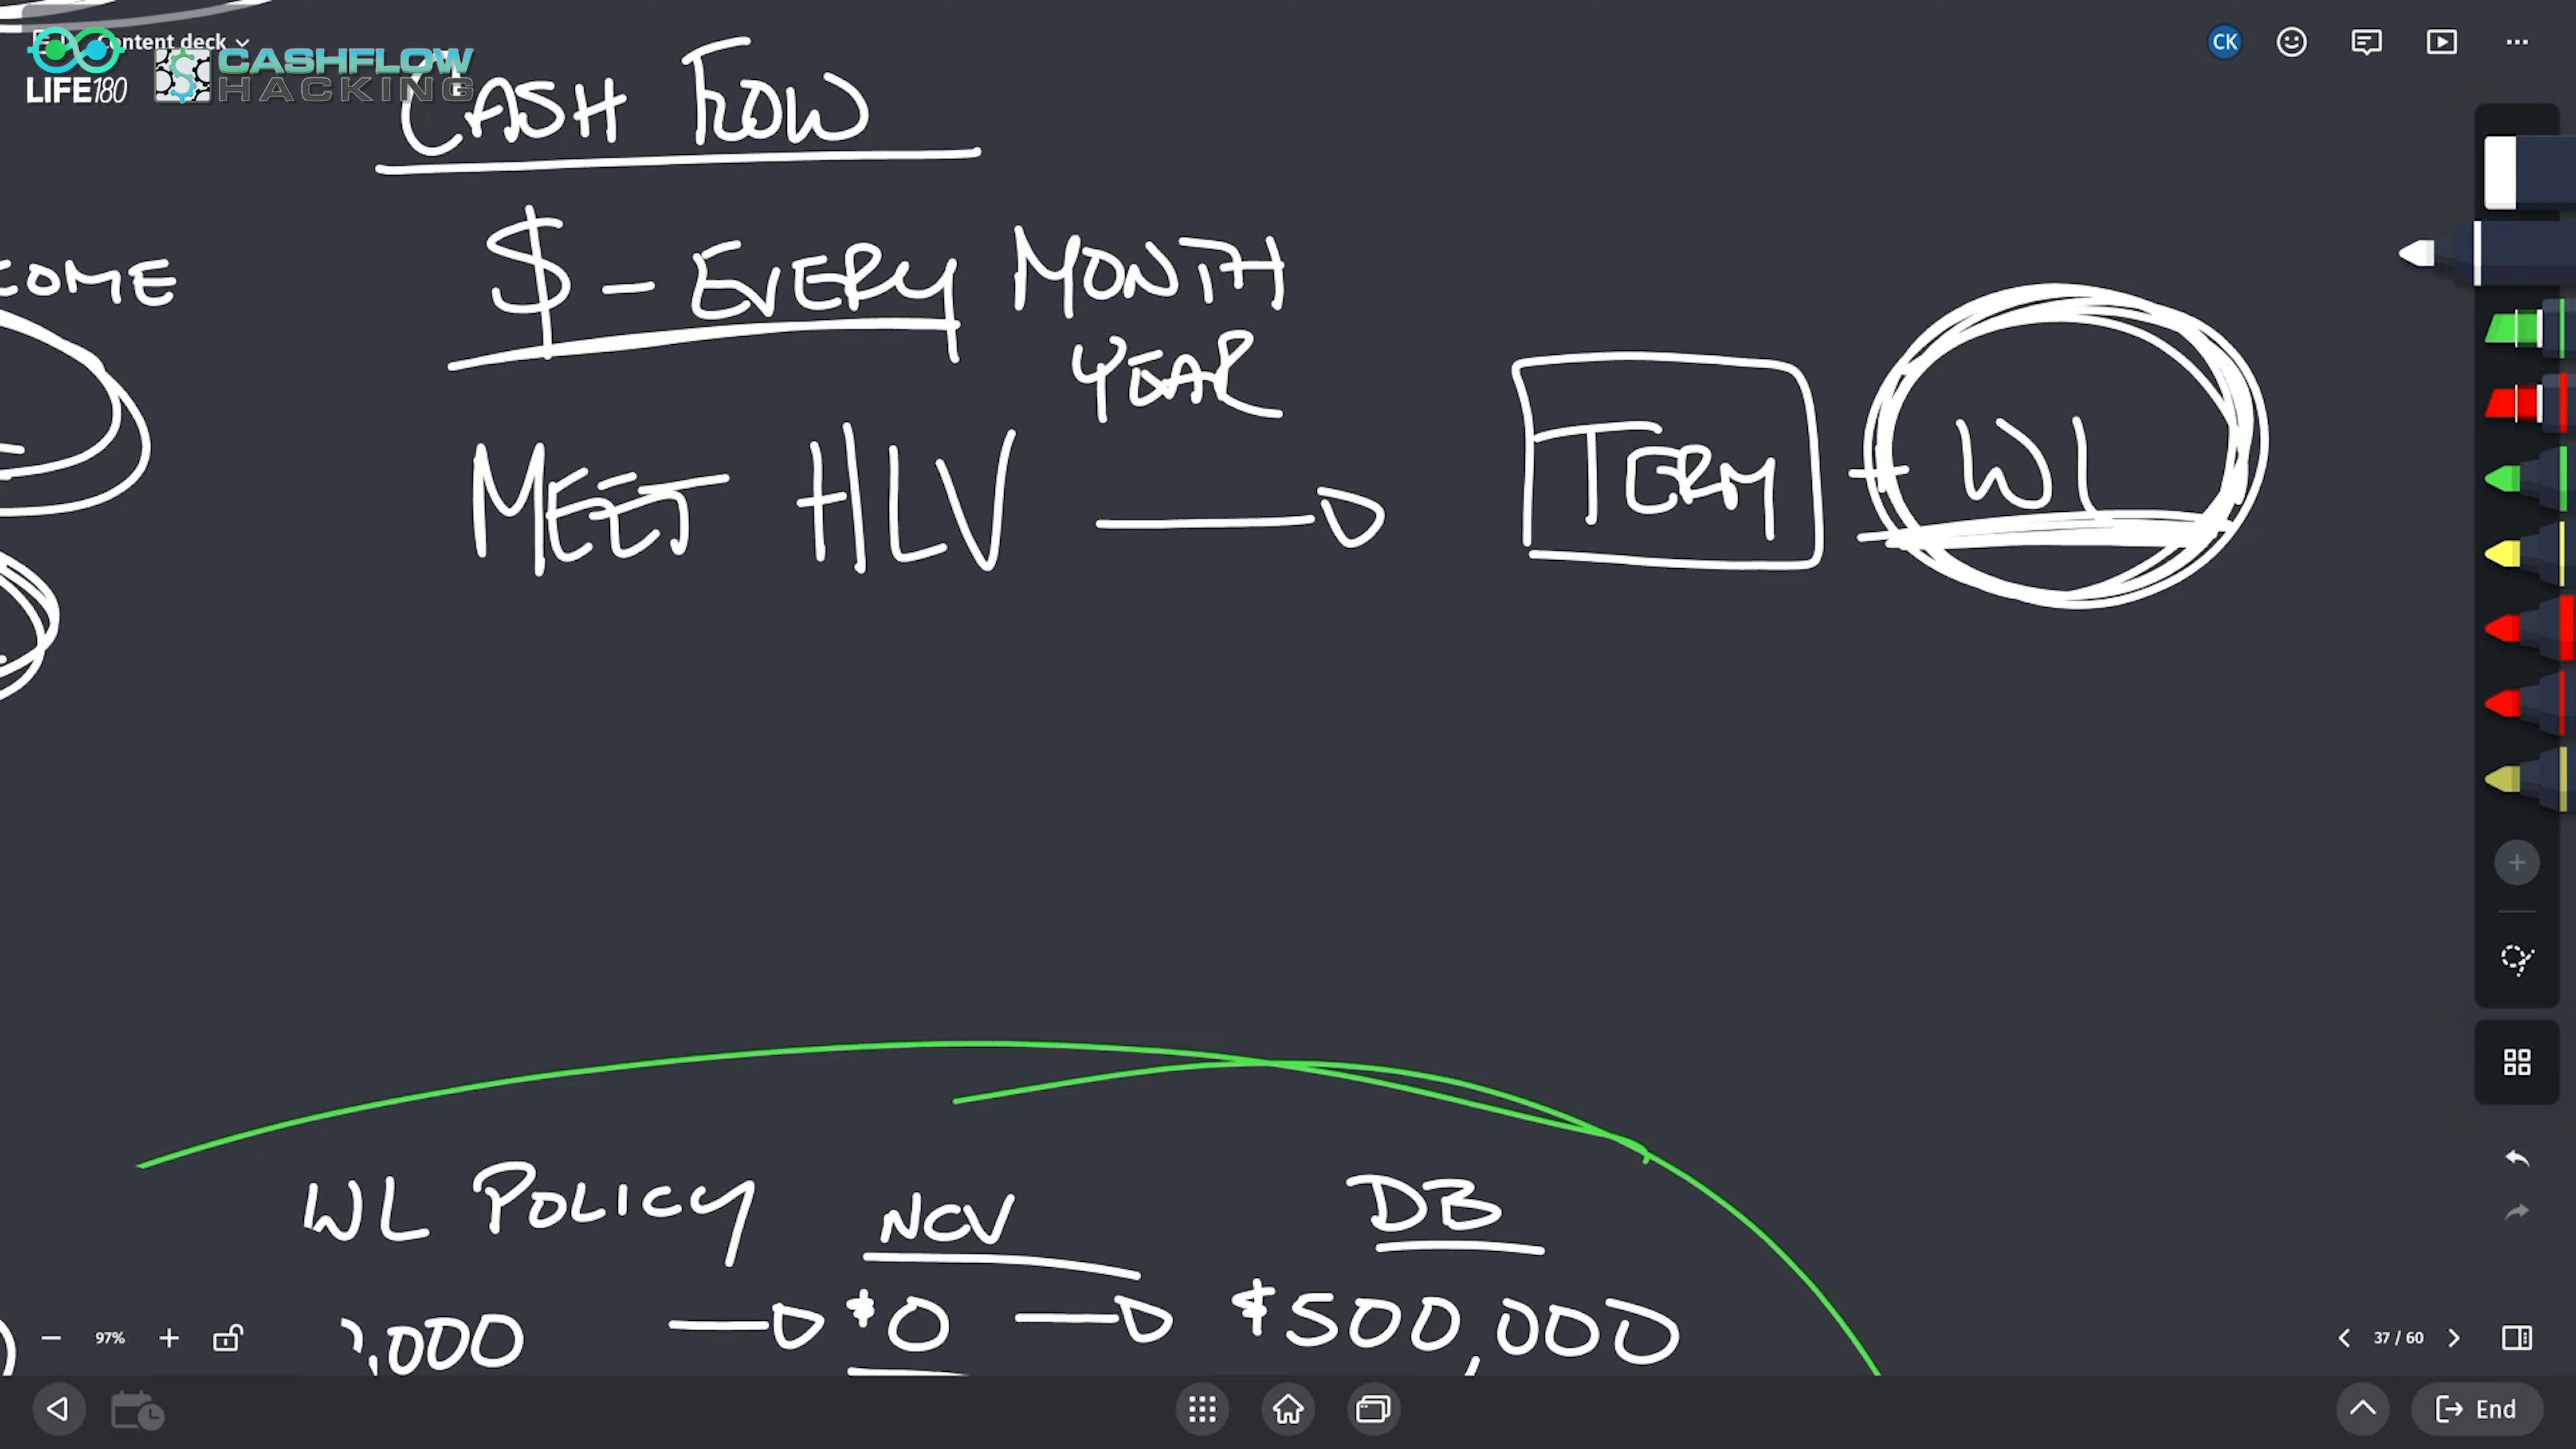 Content deck
LIFE180
CASHFLOW
HACKING
CK
CASH FLOW
COME
$ - EVERY MONTH
YEAR
MEET HLV
TERM + WL
WL POLICY
NCV
DB
,000
$0
$500,000
97%
37 / 60
End